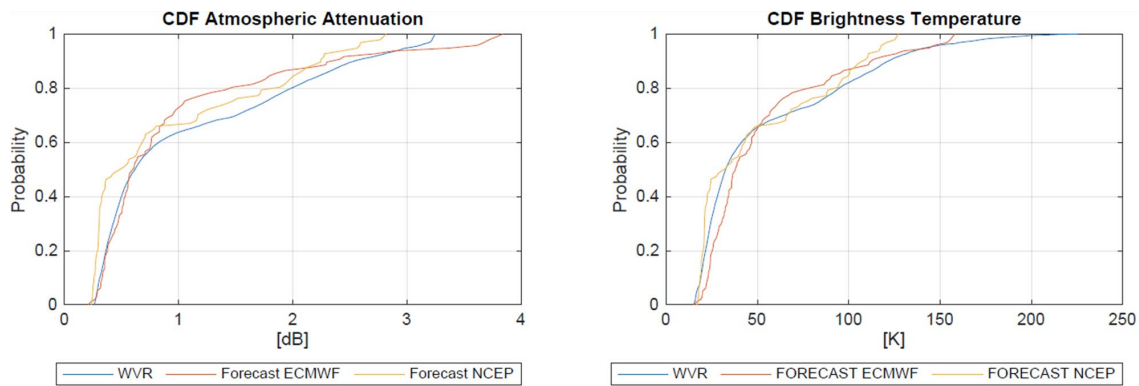 CDF Atmospheric Attenuation
1
0.8
0.6
0.4
0.2
0
Probability
0 1 2 3 4
[dB]
WVR Forecast ECMWF Forecast NCEP
CDF Brightness Temperature
1
0.8
0.6
0.4
0.2
0
Probability
0 50 100 150 200 250
[K]
WVR FORECAST ECMWF FORECAST NCEP